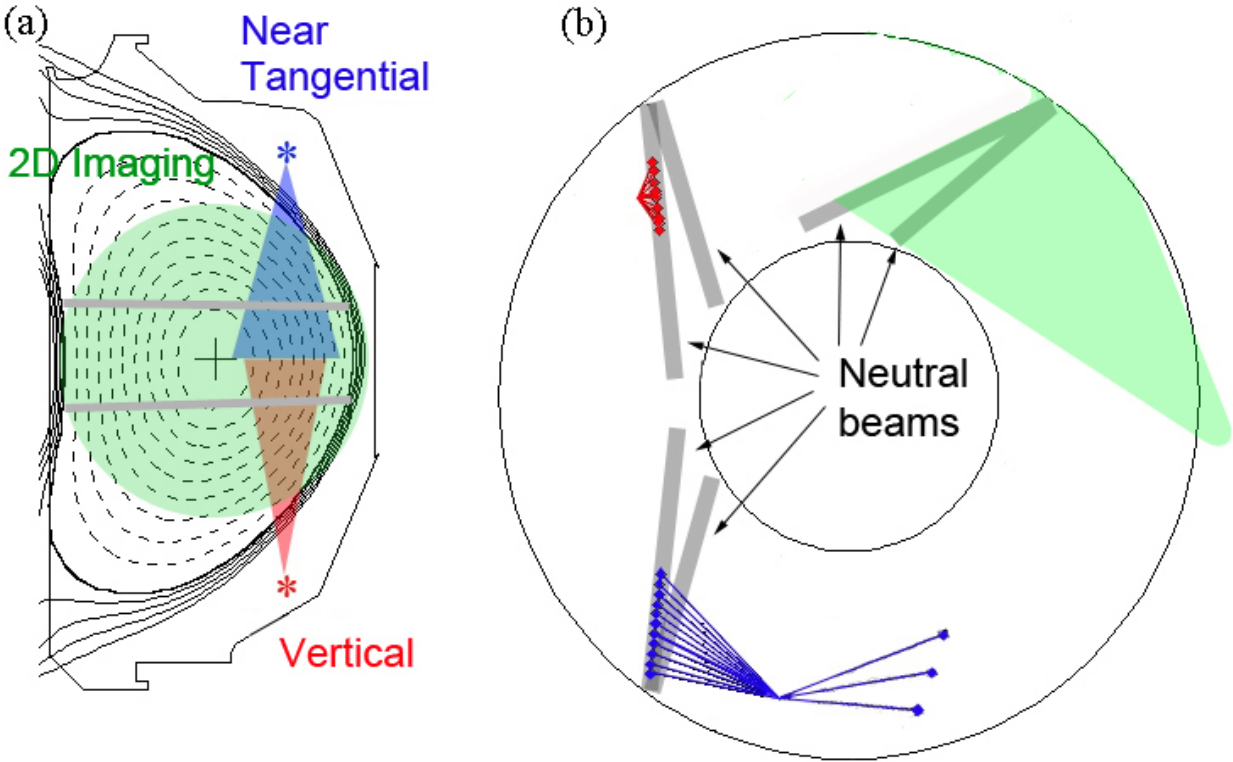 (a)
Near
Tangential
2D Imaging
*
*
Vertical
(b)
Neutral
beams